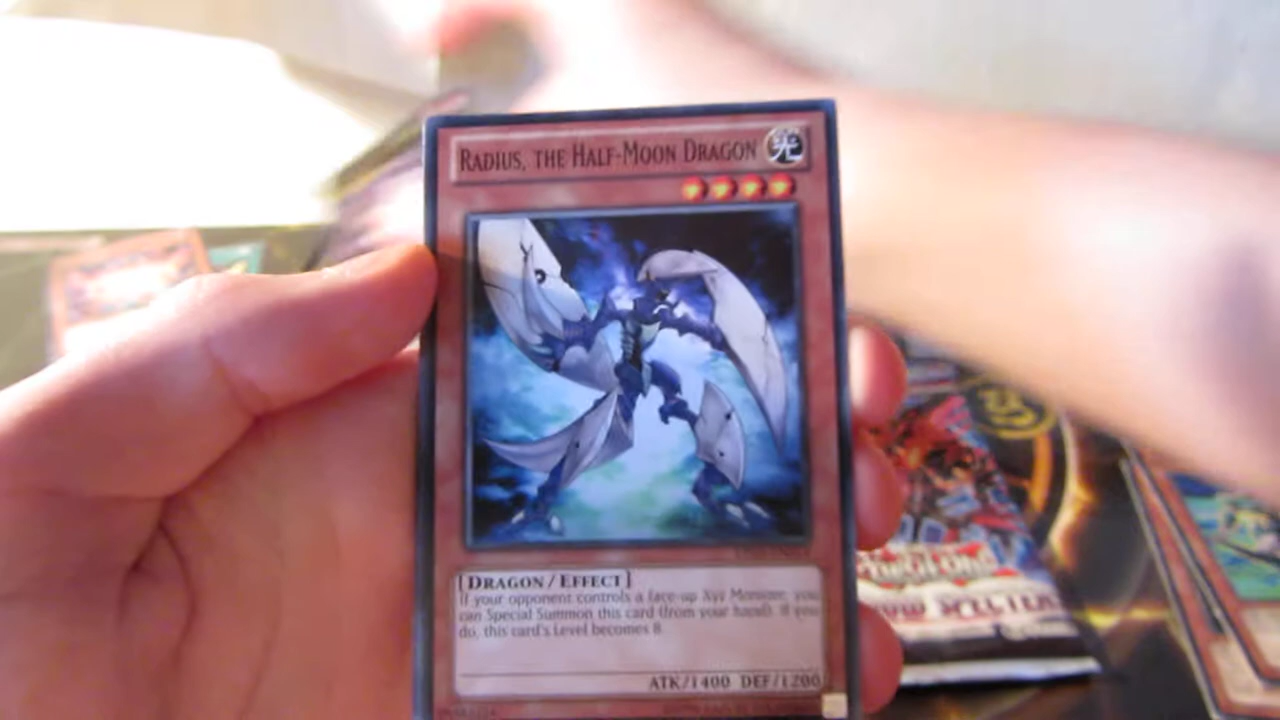 RADIUS, THE HALF-MOON DRAGON
光
[DRAGON / EFFECT]
If your opponent controls a face-up Xyz Monster, you
can Special Summon this card (from your hand). If you
do, this card's Level becomes 8.
ATK/1400 DEF/1200